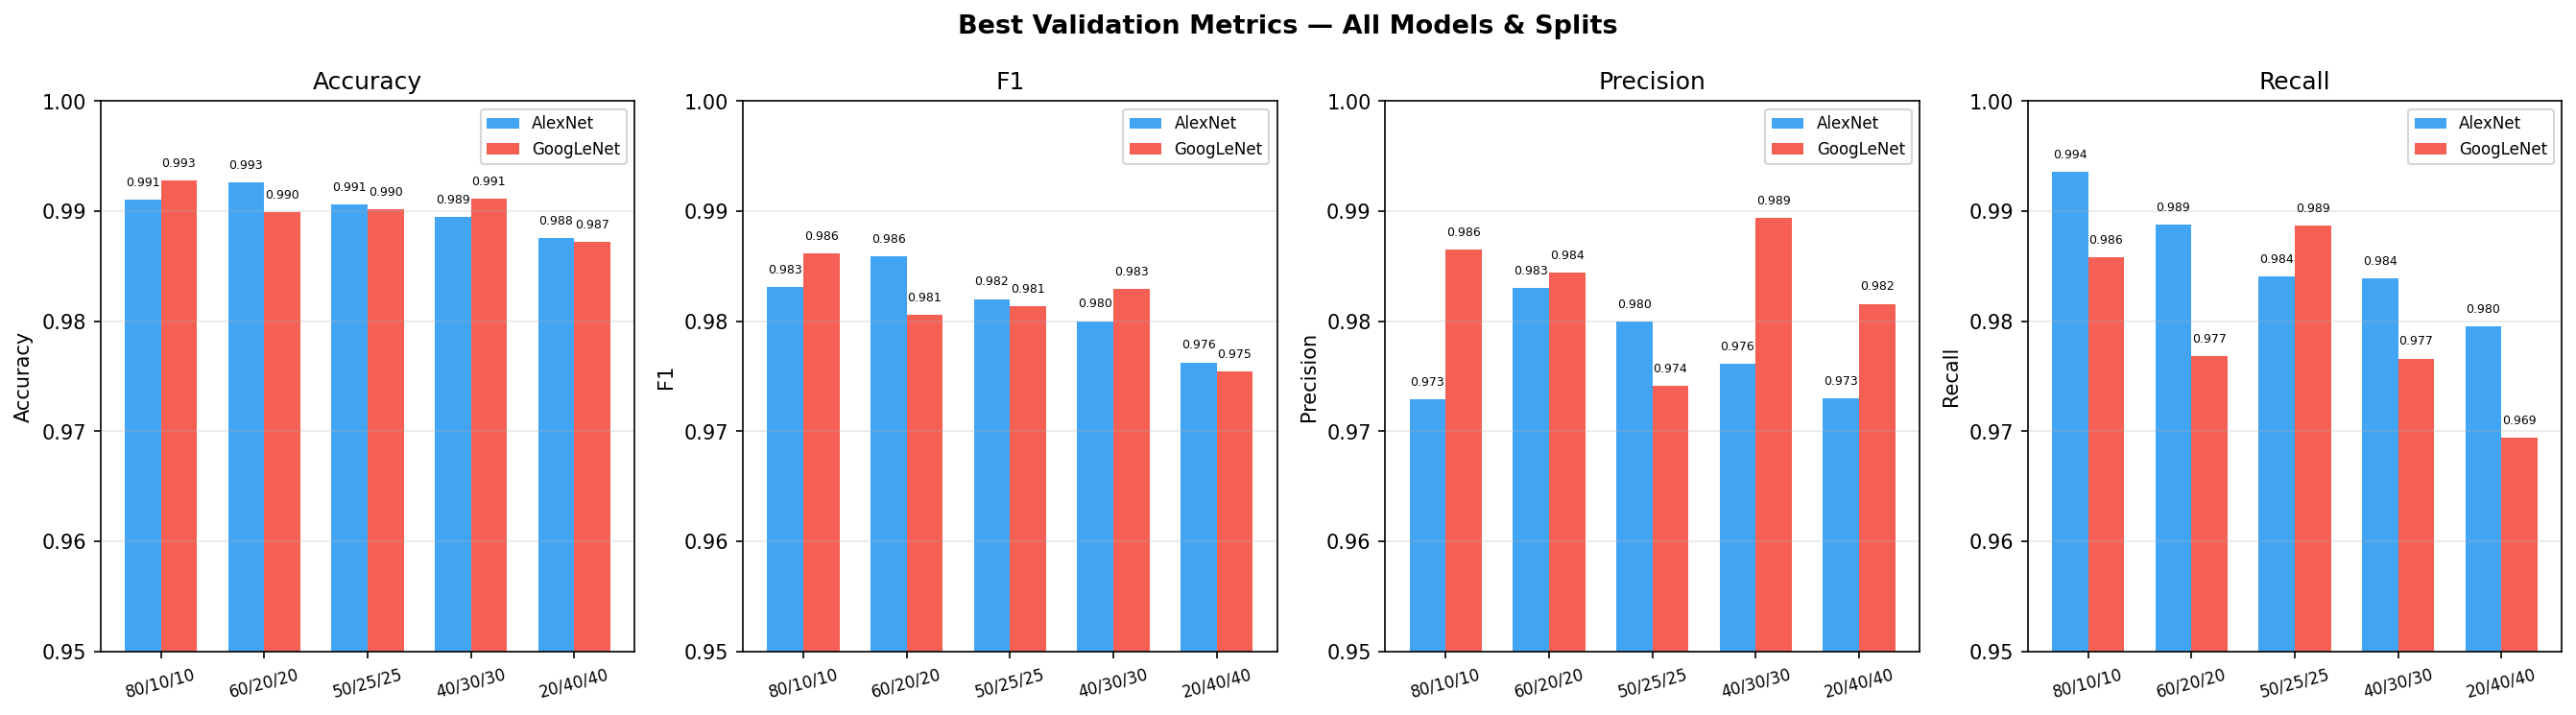 Best Validation Metrics — All Models & Splits
Accuracy
Accuracy
1.00
0.99
0.98
0.97
0.96
0.95
AlexNet
GoogLeNet
0.991 0.993 0.993 0.990 0.991 0.990 0.989 0.991 0.988 0.987
80/10/10 60/20/20 50/25/25 40/30/30 20/40/40
F1
F1
1.00
0.99
0.98
0.97
0.96
0.95
AlexNet
GoogLeNet
0.983 0.986 0.986 0.981 0.982 0.981 0.980 0.983 0.976 0.975
80/10/10 60/20/20 50/25/25 40/30/30 20/40/40
Precision
Precision
1.00
0.99
0.98
0.97
0.96
0.95
AlexNet
GoogLeNet
0.973 0.986 0.983 0.984 0.980 0.974 0.976 0.989 0.973 0.982
80/10/10 60/20/20 50/25/25 40/30/30 20/40/40
Recall
Recall
1.00
0.99
0.98
0.97
0.96
0.95
AlexNet
GoogLeNet
0.994 0.986 0.989 0.977 0.984 0.989 0.984 0.977 0.980 0.969
80/10/10 60/20/20 50/25/25 40/30/30 20/40/40